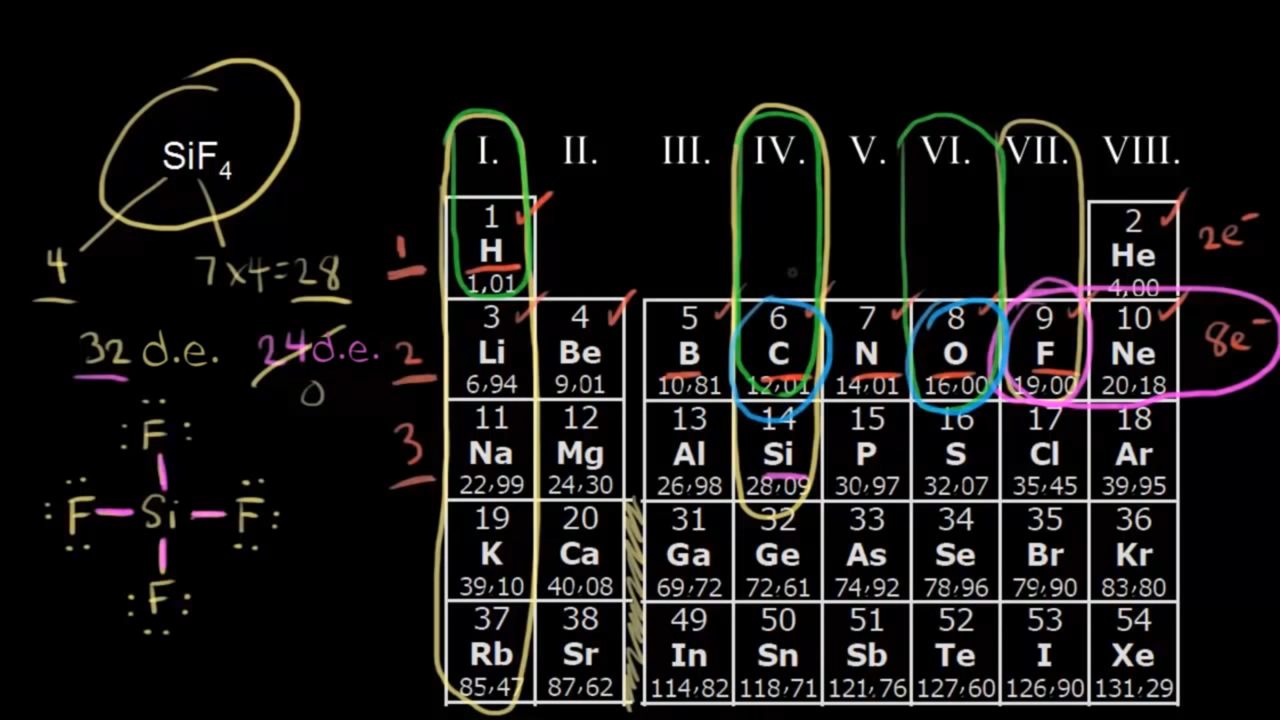 SiF₄
4 7x4=28
32 d.e. 24 d.e.
0
F
F Si F
F
I. II. III. IV. V. VI. VII. VIII.
1 2
H He 2e⁻
1,01 4,00
1
3 4 5 6 7 8 9 10
Li Be B C N O F Ne 8e⁻
6,94 9,01 10,81 12,01 14,01 16,00 19,00 20,18
2
11 12 13 14 15 16 17 18
Na Mg Al Si P S Cl Ar
22,99 24,30 26,98 28,09 30,97 32,07 35,45 39,95
3
19 20 31 32 33 34 35 36
K Ca Ga Ge As Se Br Kr
39,10 40,08 69,72 72,61 74,92 78,96 79,90 83,80
37 38 49 50 51 52 53 54
Rb Sr In Sn Sb Te I Xe
85,47 87,62 114,82 118,71 121,76 127,60 126,90 131,29